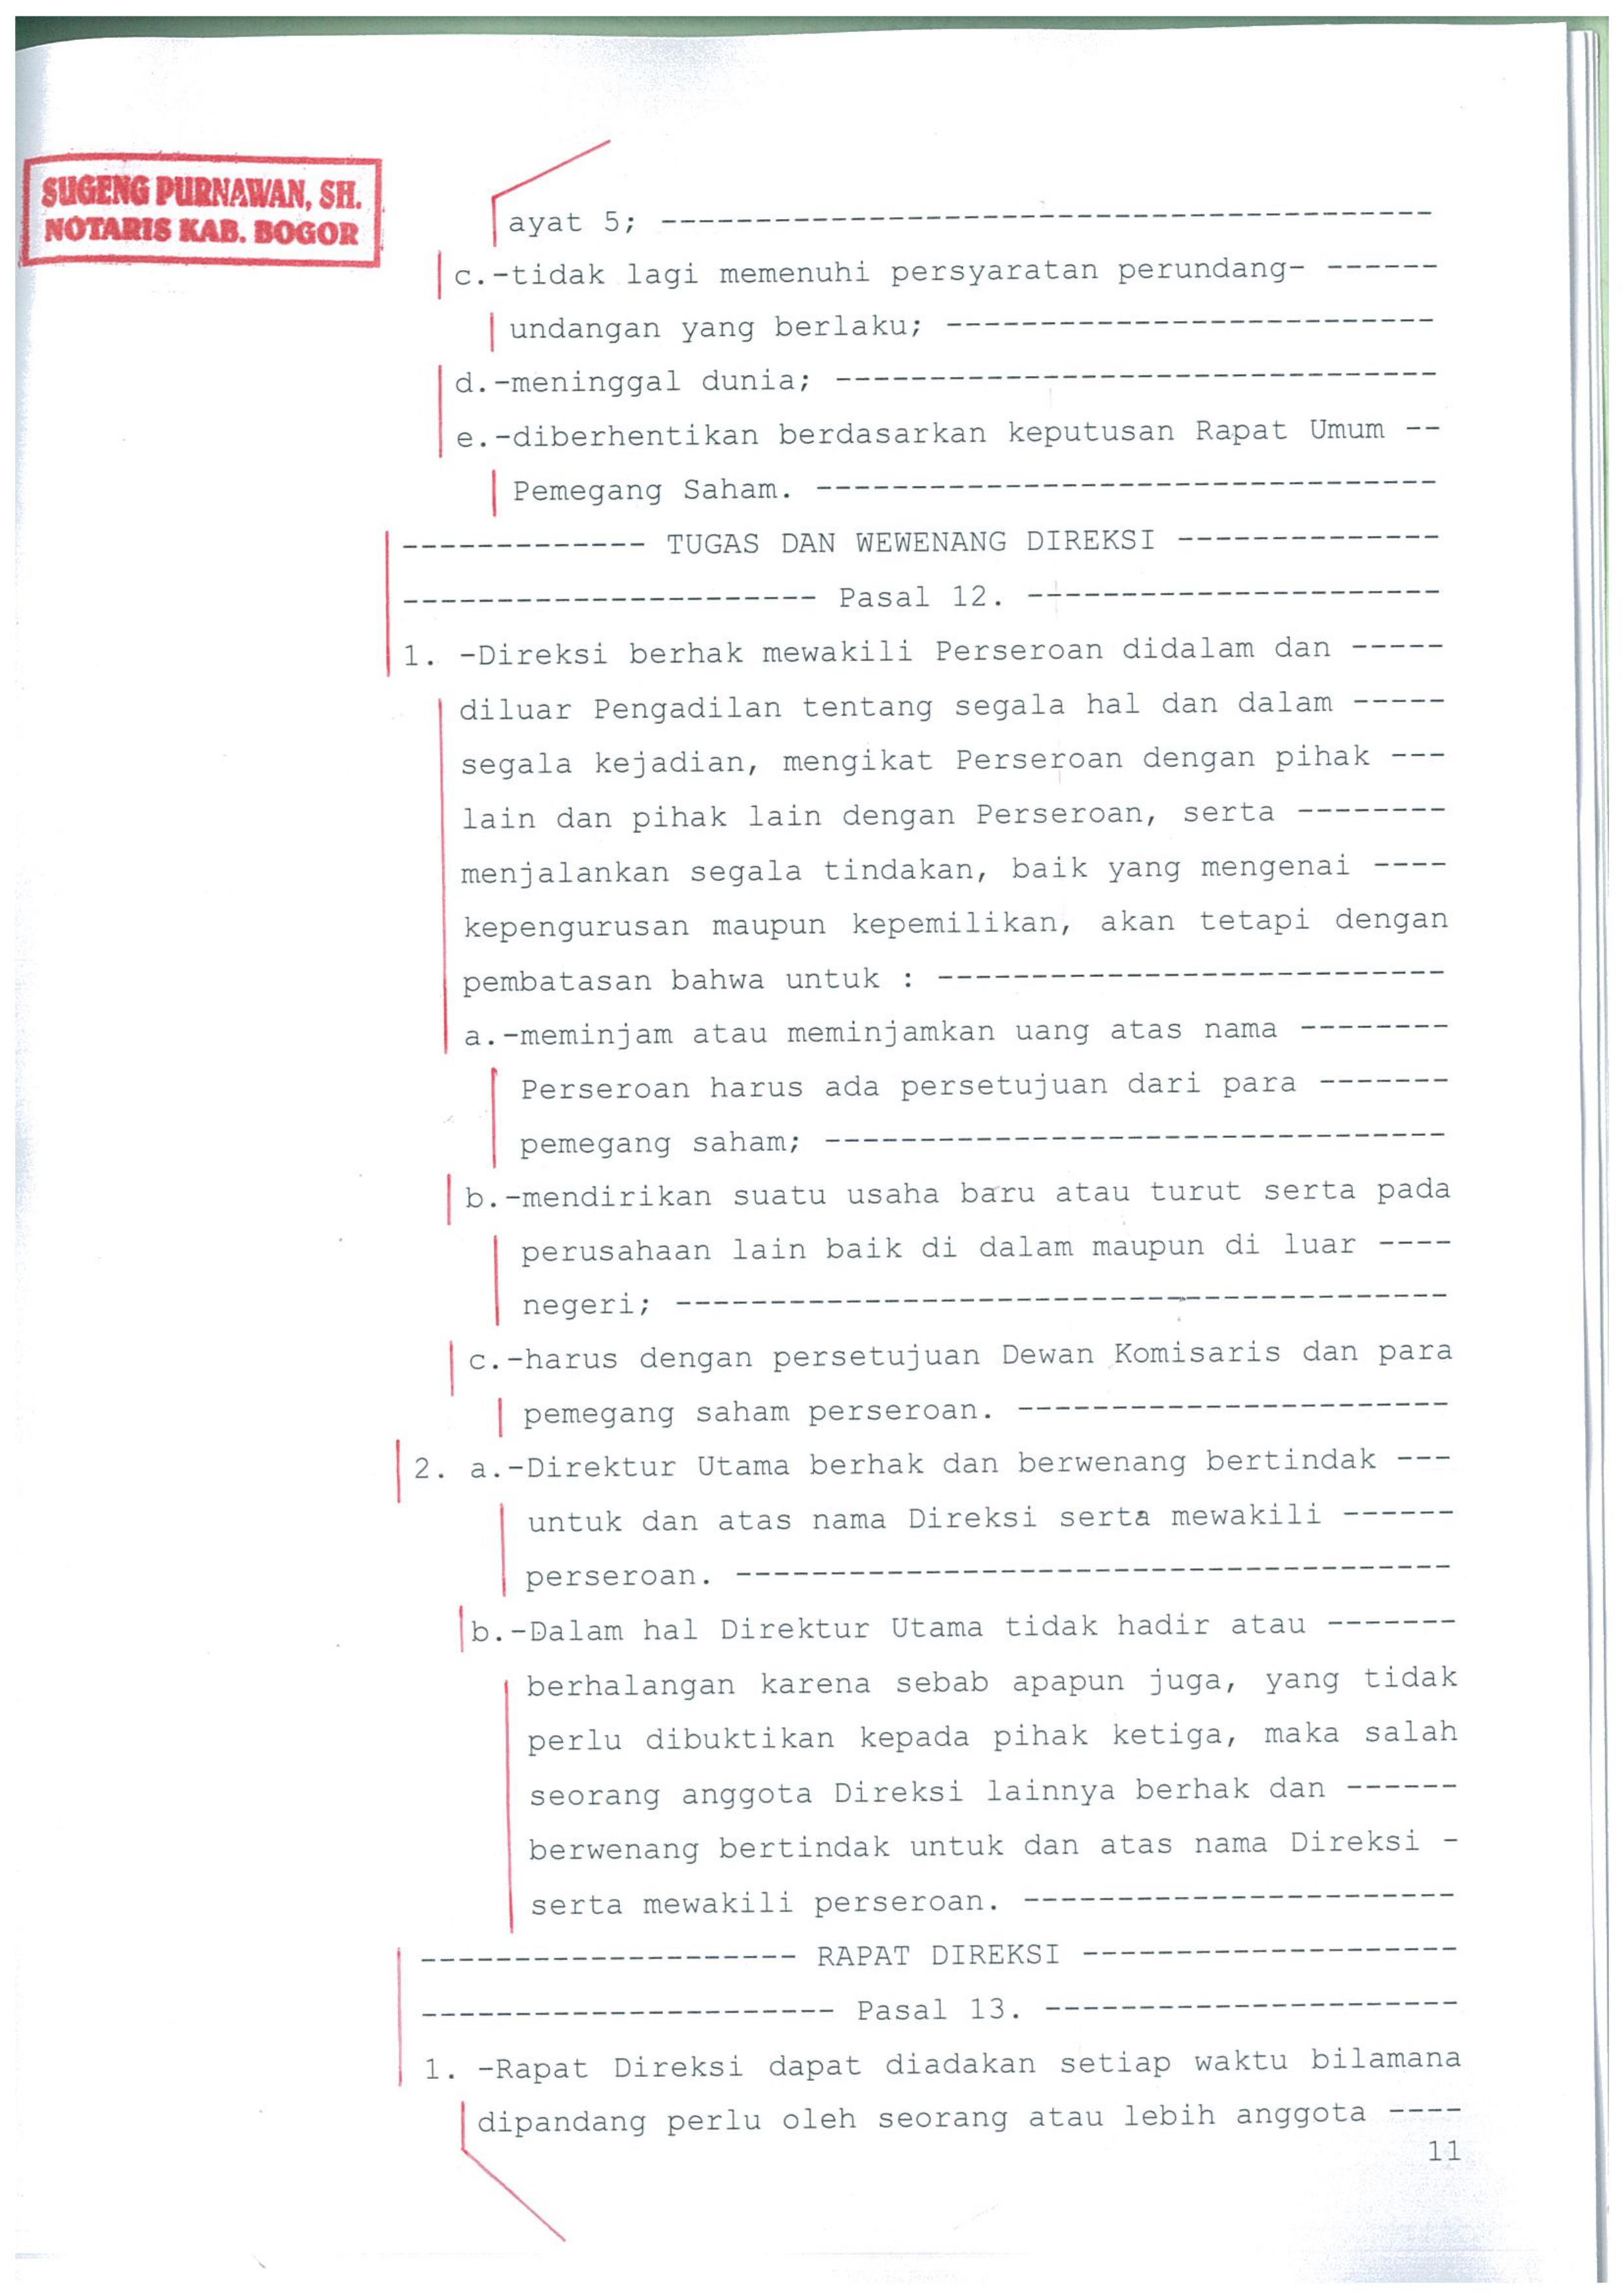 SUGENG PURNAWAN, SH.
NOTARIS KAB. BOGOR
ayat 5; -----------------------------------------
c.-tidak lagi memenuhi persyaratan perundang- ------
undangan yang berlaku; --------------------------
d.-meninggal dunia; --------------------------------
e.-diberhentikan berdasarkan keputusan Rapat Umum --
Pemegang Saham. ---------------------------------
------------- TUGAS DAN WEWENANG DIREKSI --------------
---------------------- Pasal 12. ----------------------
1. -Direksi berhak mewakili Perseroan didalam dan -----
diluar Pengadilan tentang segala hal dan dalam -----
segala kejadian, mengikat Perseroan dengan pihak ---
lain dan pihak lain dengan Perseroan, serta --------
menjalankan segala tindakan, baik yang mengenai ----
kepengurusan maupun kepemilikan, akan tetapi dengan
pembatasan bahwa untuk : ---------------------------
a.-meminjam atau meminjamkan uang atas nama --------
Perseroan harus ada persetujuan dari para -------
pemegang saham; ---------------------------------
b.-mendirikan suatu usaha baru atau turut serta pada
perusahaan lain baik di dalam maupun di luar ----
negeri; -----------------------------------------
c.-harus dengan persetujuan Dewan Komisaris dan para
pemegang saham perseroan. -----------------------
2. a.-Direktur Utama berhak dan berwenang bertindak ---
untuk dan atas nama Direksi serta mewakili ------
perseroan. --------------------------------------
b.-Dalam hal Direktur Utama tidak hadir atau -------
berhalangan karena sebab apapun juga, yang tidak
perlu dibuktikan kepada pihak ketiga, maka salah
seorang anggota Direksi lainnya berhak dan ------
berwenang bertindak untuk dan atas nama Direksi -
serta mewakili perseroan. -----------------------
-------------------- RAPAT DIREKSI --------------------
---------------------- Pasal 13. ----------------------
1. -Rapat Direksi dapat diadakan setiap waktu bilamana
dipandang perlu oleh seorang atau lebih anggota ----
11